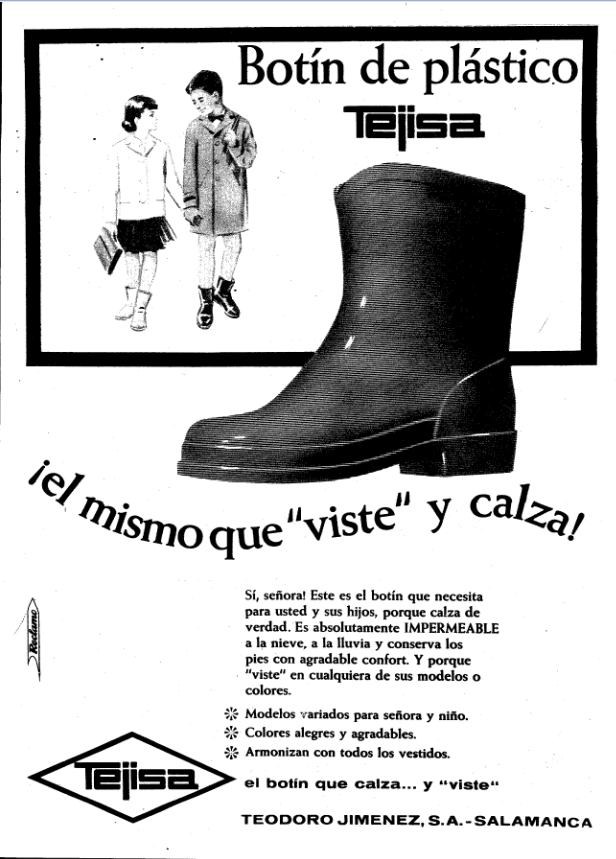 Botín de plástico
Tejisa
¡el mismo que "viste" y calza!
Sí, señora! Este es el botín que necesita
para usted y sus hijos, porque calza de
verdad. Es absolutamente IMPERMEABLE
a la nieve, a la lluvia y conserva los
pies con agradable confort. Y porque
"viste" en cualquiera de sus modelos o
colores.
Modelos variados para señora y niño.
Colores alegres y agradables.
Armonizan con todos los vestidos.
Reclamo
Tejisa
el botín que calza... y "viste"
TEODORO JIMENEZ, S.A.-SALAMANCA